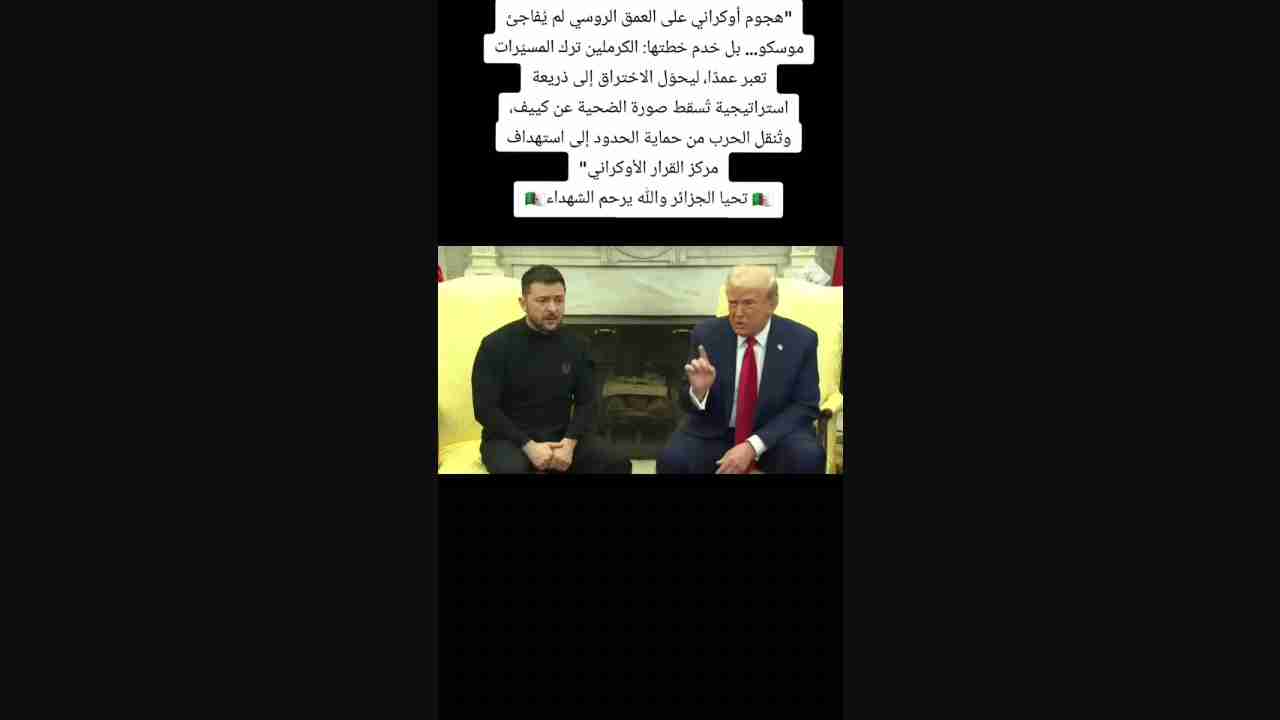 "هجوم أوكراني على العمق الروسي لم يُفاجئ
موسكو... بل خدم خطتها: الكرملين ترك المسيّرات
تعبر عمدًا، ليحوّل الاختراق إلى ذريعة
استراتيجية تُسقط صورة الضحية عن كييف،
وتُنقل الحرب من حماية الحدود إلى استهداف
مركز القرار الأوكراني"
🇩🇿 تحيا الجزائر والله يرحم الشهداء 🇩🇿